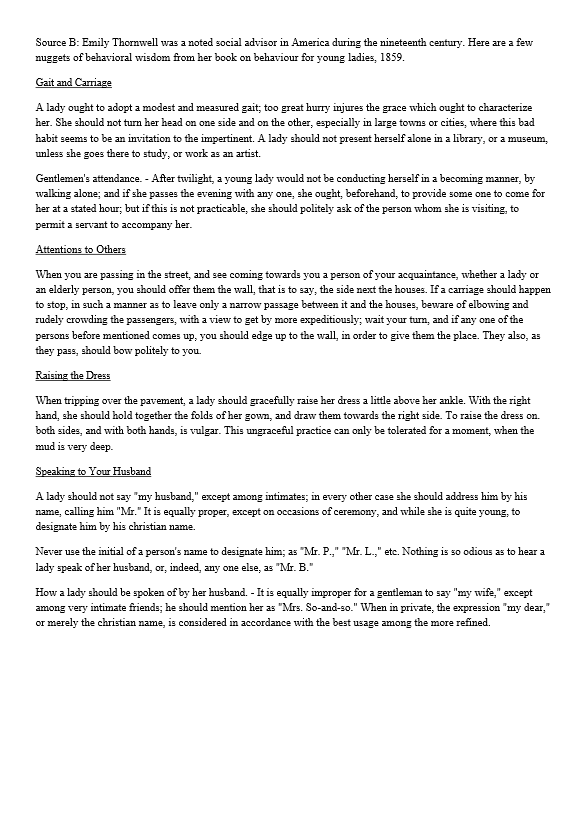 Source B: Emily Thornwell was a noted social advisor in America during the nineteenth century. Here are a few
nuggets of behavioral wisdom from her book on behaviour for young ladies, 1859.
Gait and Carriage
A lady ought to adopt a modest and measured gait; too great hurry injures the grace which ought to characterize
her. She should not turn her head on one side and on the other, especially in large towns or cities, where this bad
habit seems to be an invitation to the impertinent. A lady should not present herself alone in a library, or a museum,
unless she goes there to study, or work as an artist.
Gentlemen's attendance. - After twilight, a young lady would not be conducting herself in a becoming manner, by
walking alone; and if she passes the evening with any one, she ought, beforehand, to provide some one to come for
her at a stated hour; but if this is not practicable, she should politely ask of the person whom she is visiting, to
permit a servant to accompany her.
Attentions to Others
When you are passing in the street, and see coming towards you a person of your acquaintance, whether a lady or
an elderly person, you should offer them the wall, that is to say, the side next the houses. If a carriage should happen
to stop, in such a manner as to leave only a narrow passage between it and the houses, beware of elbowing and
rudely crowding the passengers, with a view to get by more expeditiously; wait your turn, and if any one of the
persons before mentioned comes up, you should edge up to the wall, in order to give them the place. They also, as
they pass, should bow politely to you.
Raising the Dress
When tripping over the pavement, a lady should gracefully raise her dress a little above her ankle. With the right
hand, she should hold together the folds of her gown, and draw them towards the right side. To raise the dress on.
both sides, and with both hands, is vulgar. This ungraceful practice can only be tolerated for a moment, when the
mud is very deep.
Speaking to Your Husband
A lady should not say "my husband," except among intimates; in every other case she should address him by his
name, calling him "Mr." It is equally proper, except on occasions of ceremony, and while she is quite young, to
designate him by his christian name.
Never use the initial of a person's name to designate him; as "Mr. P.," "Mr. L.," etc. Nothing is so odious as to hear a
lady speak of her husband, or, indeed, any one else, as "Mr. B."
How a lady should be spoken of by her husband. - It is equally improper for a gentleman to say "my wife," except
among very intimate friends; he should mention her as "Mrs. So-and-so." When in private, the expression "my dear,"
or merely the christian name, is considered in accordance with the best usage among the more refined.